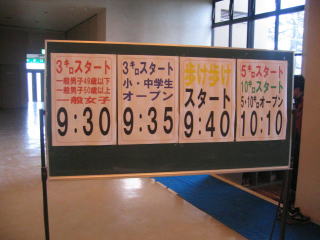 3キロスタート
一般男子49歳以下
一般男子50歳以上
一般女子
9:30
3キロスタート
小・中学生
オープン
9:35
歩け歩け
スタート
9:40
5キロスタート
10キロスタート
5・10キロオープン
10:10